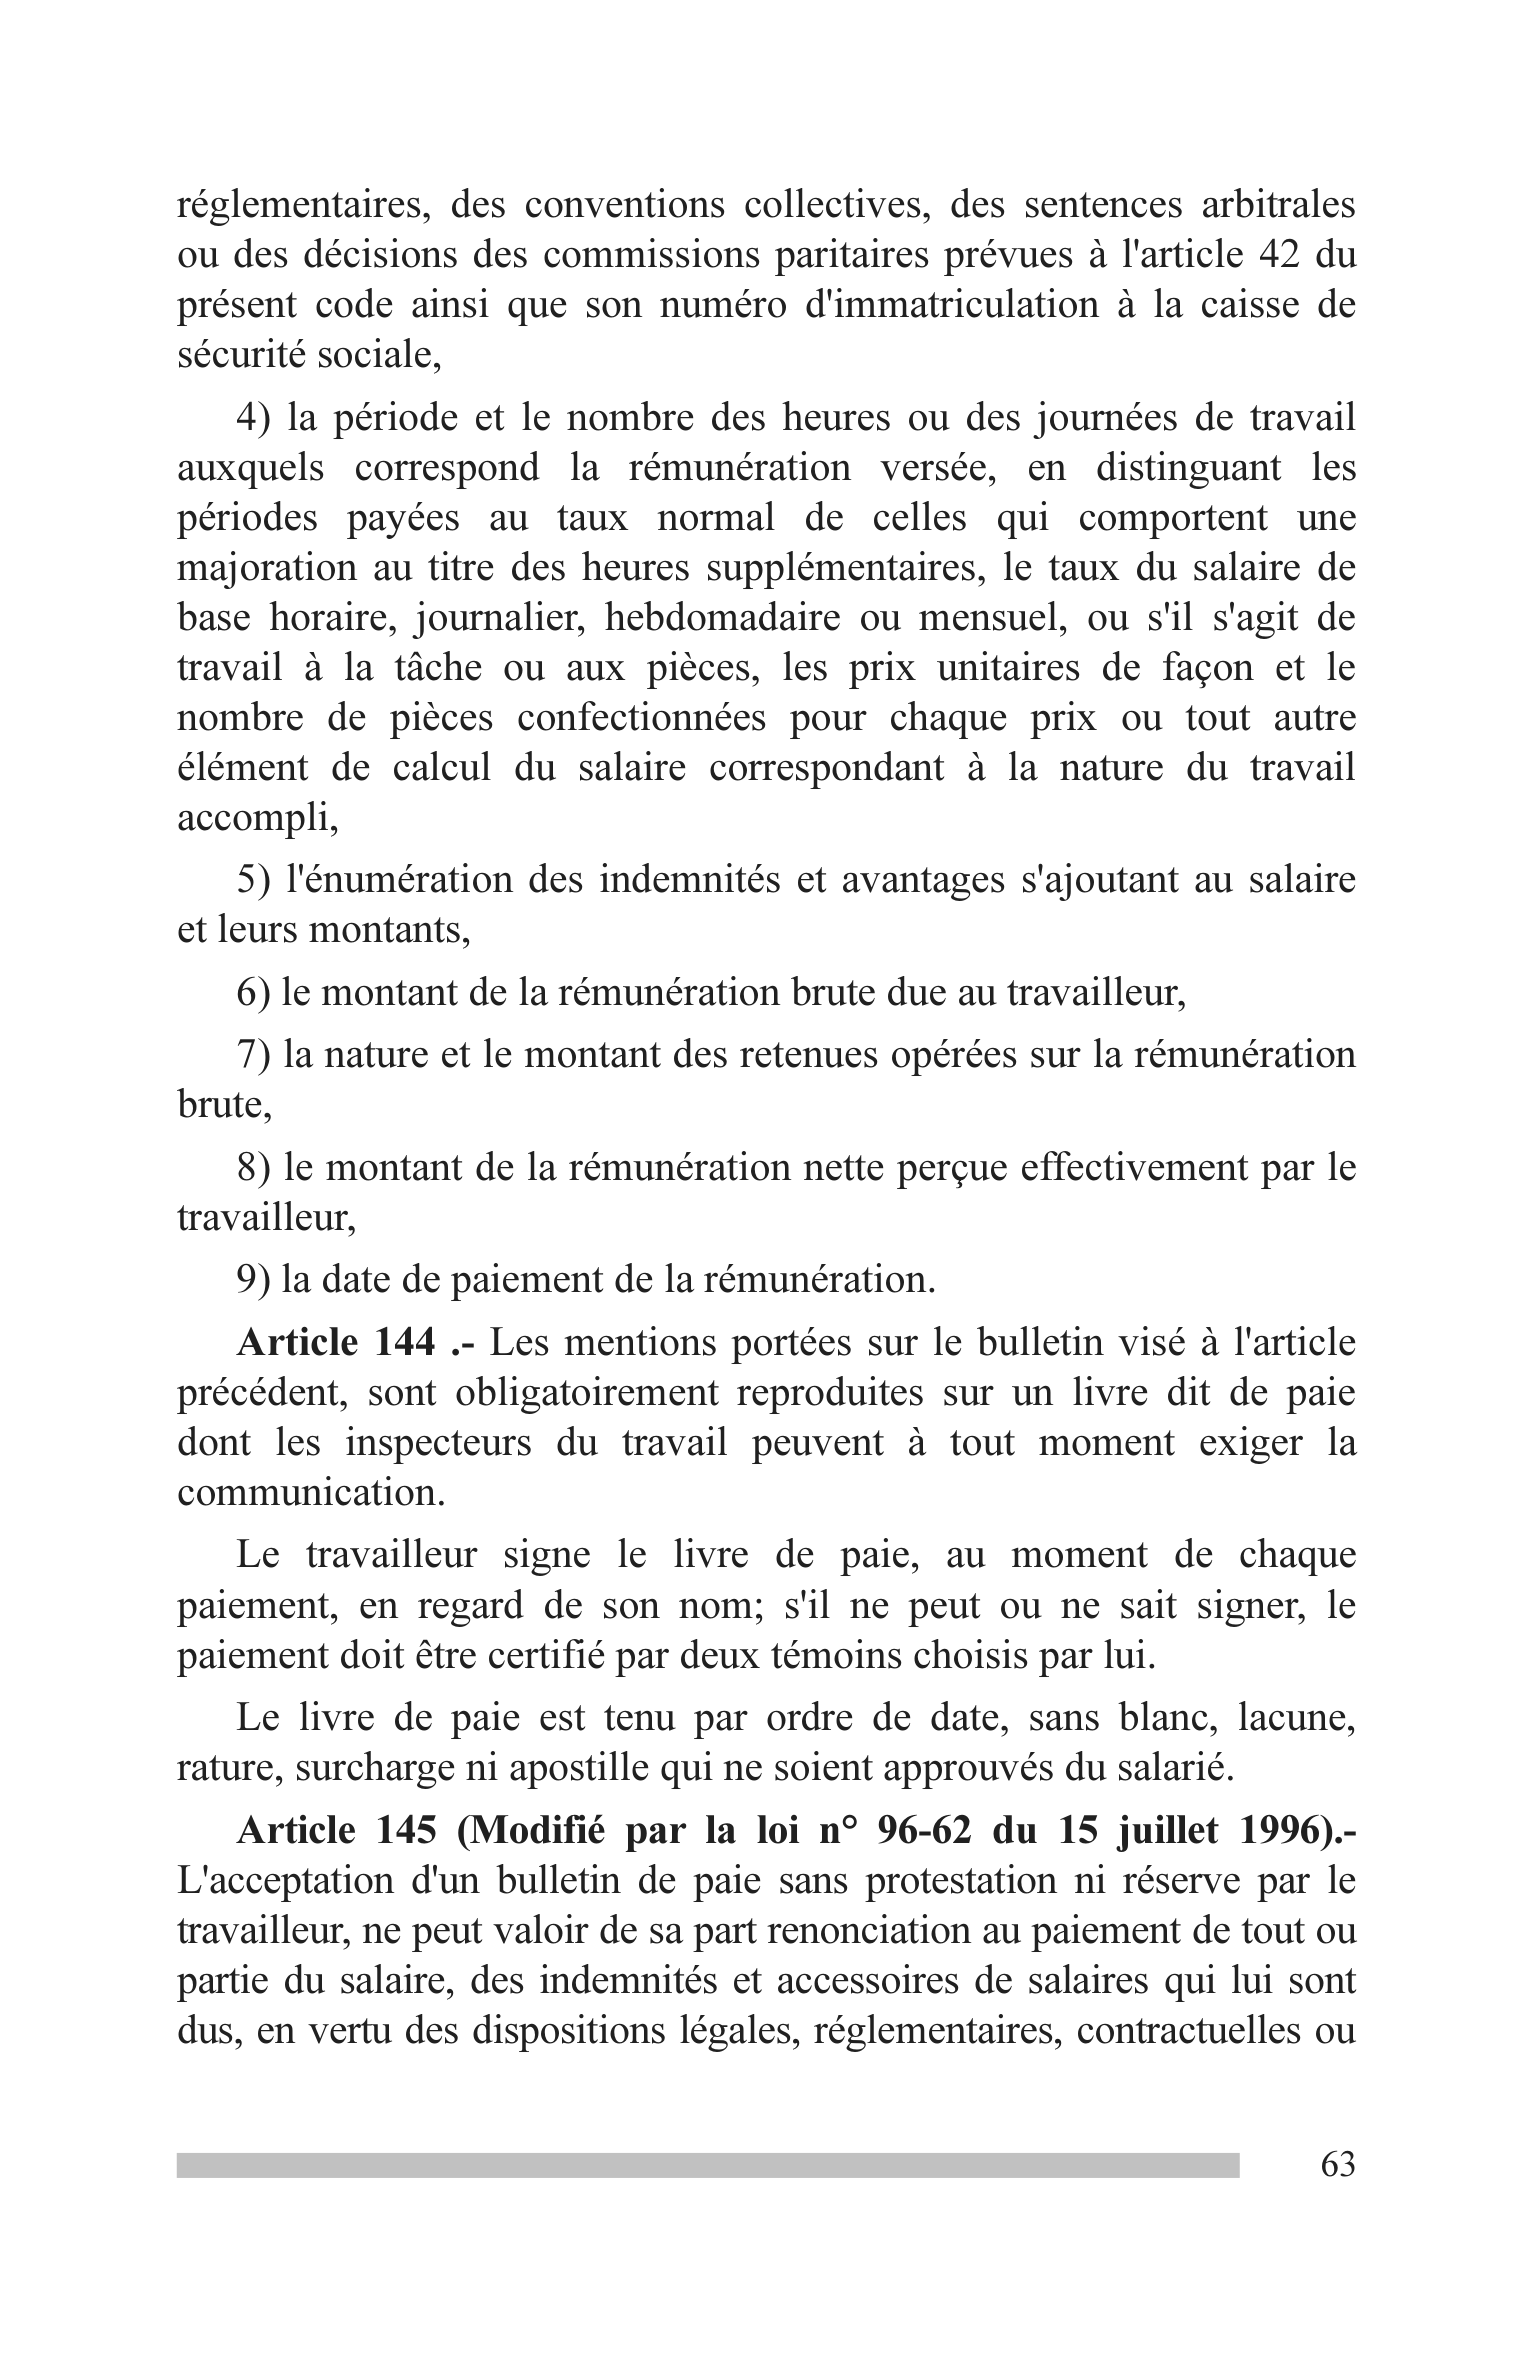 réglementaires, des conventions collectives, des sentences arbitrales
ou des décisions des commissions paritaires prévues à l'article 42 du
présent code ainsi que son numéro d'immatriculation à la caisse de
sécurité sociale,
4) la période et le nombre des heures ou des journées de travail
auxquels correspond la rémunération versée, en distinguant les
périodes payées au taux normal de celles qui comportent une
majoration au titre des heures supplémentaires, le taux du salaire de
base horaire, journalier, hebdomadaire ou mensuel, ou s'il s'agit de
travail à la tâche ou aux pièces, les prix unitaires de façon et le
nombre de pièces confectionnées pour chaque prix ou tout autre
élément de calcul du salaire correspondant à la nature du travail
accompli,
5) l'énumération des indemnités et avantages s'ajoutant au salaire
et leurs montants,
6) le montant de la rémunération brute due au travailleur,
7) la nature et le montant des retenues opérées sur la rémunération
brute,
8) le montant de la rémunération nette perçue effectivement par le
travailleur,
9) la date de paiement de la rémunération.
Article 144 .- Les mentions portées sur le bulletin visé à l'article
précédent, sont obligatoirement reproduites sur un livre dit de paie
dont les inspecteurs du travail peuvent à tout moment exiger la
communication.
Le travailleur signe le livre de paie, au moment de chaque
paiement, en regard de son nom; s'il ne peut ou ne sait signer, le
paiement doit être certifié par deux témoins choisis par lui.
Le livre de paie est tenu par ordre de date, sans blanc, lacune,
rature, surcharge ni apostille qui ne soient approuvés du salarié.
Article 145 (Modifié par la loi n° 96-62 du 15 juillet 1996).-
L'acceptation d'un bulletin de paie sans protestation ni réserve par le
travailleur, ne peut valoir de sa part renonciation au paiement de tout ou
partie du salaire, des indemnités et accessoires de salaires qui lui sont
dus, en vertu des dispositions légales, réglementaires, contractuelles ou
63